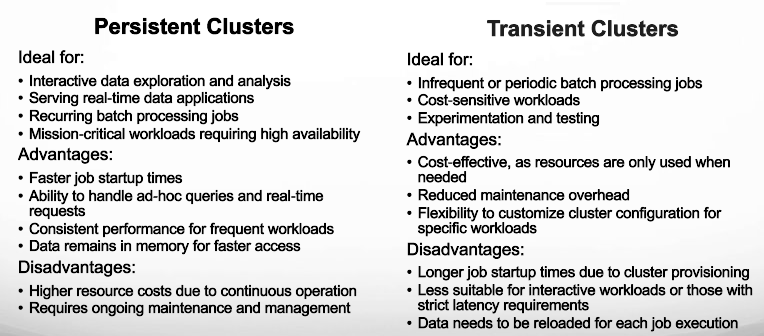 Persistent Clusters
Ideal for:
• Interactive data exploration and analysis
• Serving real-time data applications
• Recurring batch processing jobs
• Mission-critical workloads requiring high availability
Advantages:
• Faster job startup times
• Ability to handle ad-hoc queries and real-time
requests
• Consistent performance for frequent workloads
• Data remains in memory for faster access
Disadvantages:
• Higher resource costs due to continuous operation
• Requires ongoing maintenance and management
Transient Clusters
Ideal for:
• Infrequent or periodic batch processing jobs
• Cost-sensitive workloads
• Experimentation and testing
Advantages:
• Cost-effective, as resources are only used when
needed
• Reduced maintenance overhead
• Flexibility to customize cluster configuration for
specific workloads
Disadvantages:
• Longer job startup times due to cluster provisioning
• Less suitable for interactive workloads or those with
strict latency requirements
• Data needs to be reloaded for each job execution